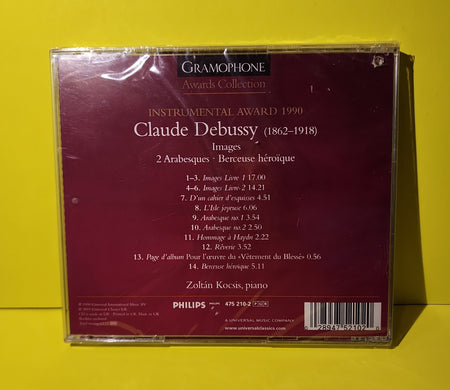 GRAMOPHONE
Awards Collection
INSTRUMENTAL AWARD 1990
Claude Debussy (1862–1918)
Images
2 Arabesques · Berceuse héroïque
1–3. Images Livre 1 17.00
4–6. Images Livre 2 14.21
7. D'un cahier d'esquisses 4.51
8. L'Isle joyeuse 6.06
9. Arabesque no.1 3.54
10. Arabesque no.2 2.50
11. Hommage à Haydn 2.22
12. Rêverie 3.52
13. Page d'album Pour l'œuvre du «Vêtement du Blessé» 0.56
14. Berceuse héroïque 5.11
Zoltán Kocsis, piano
PHILIPS
475 210-2
A UNIVERSAL MUSIC COMPANY
www.universalclassics.com
0 28947 52102